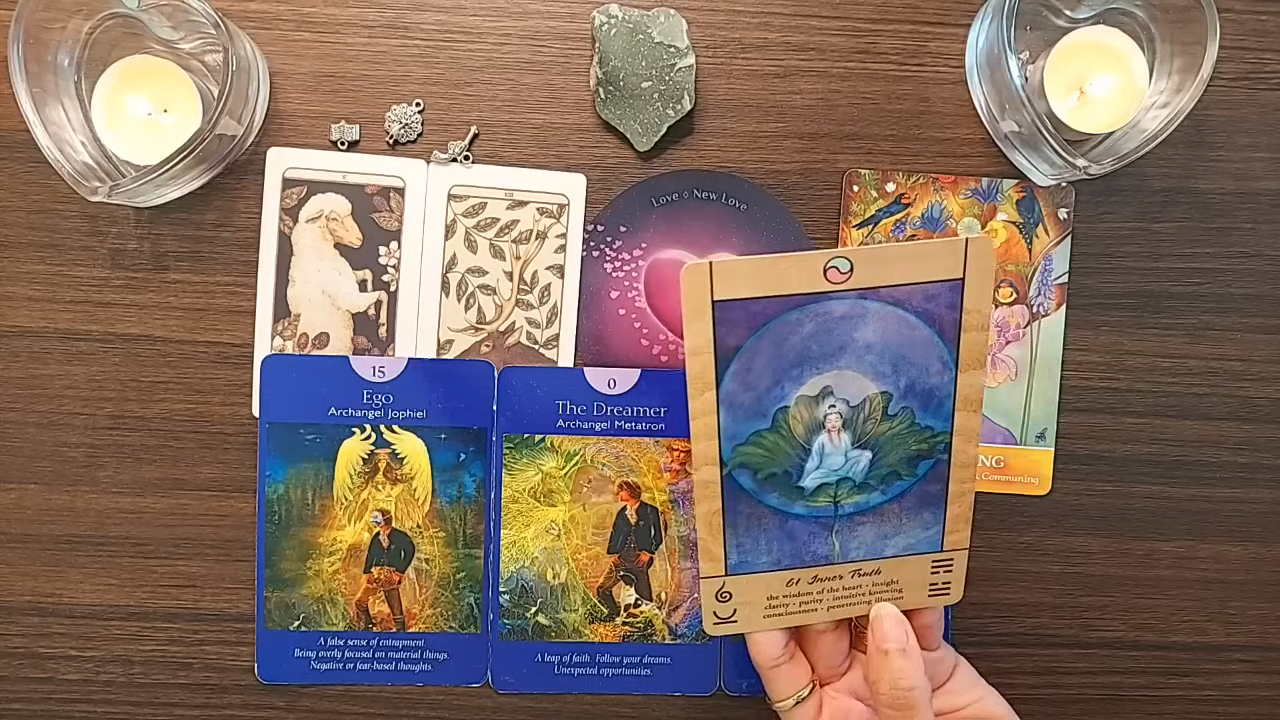 Love ◊ New Love
15
Ego
Archangel Jophiel
A false sense of entrapment.
Being overly focused on material things.
Negative or fear-based thoughts.
0
The Dreamer
Archangel Metatron
A leap of faith. Follow your dreams.
Unexpected opportunities.
61 Inner Truth
the wisdom of the heart • insight
clarity • purity • intuitive knowing
consciousness • penetrating illusion
NG
Communing